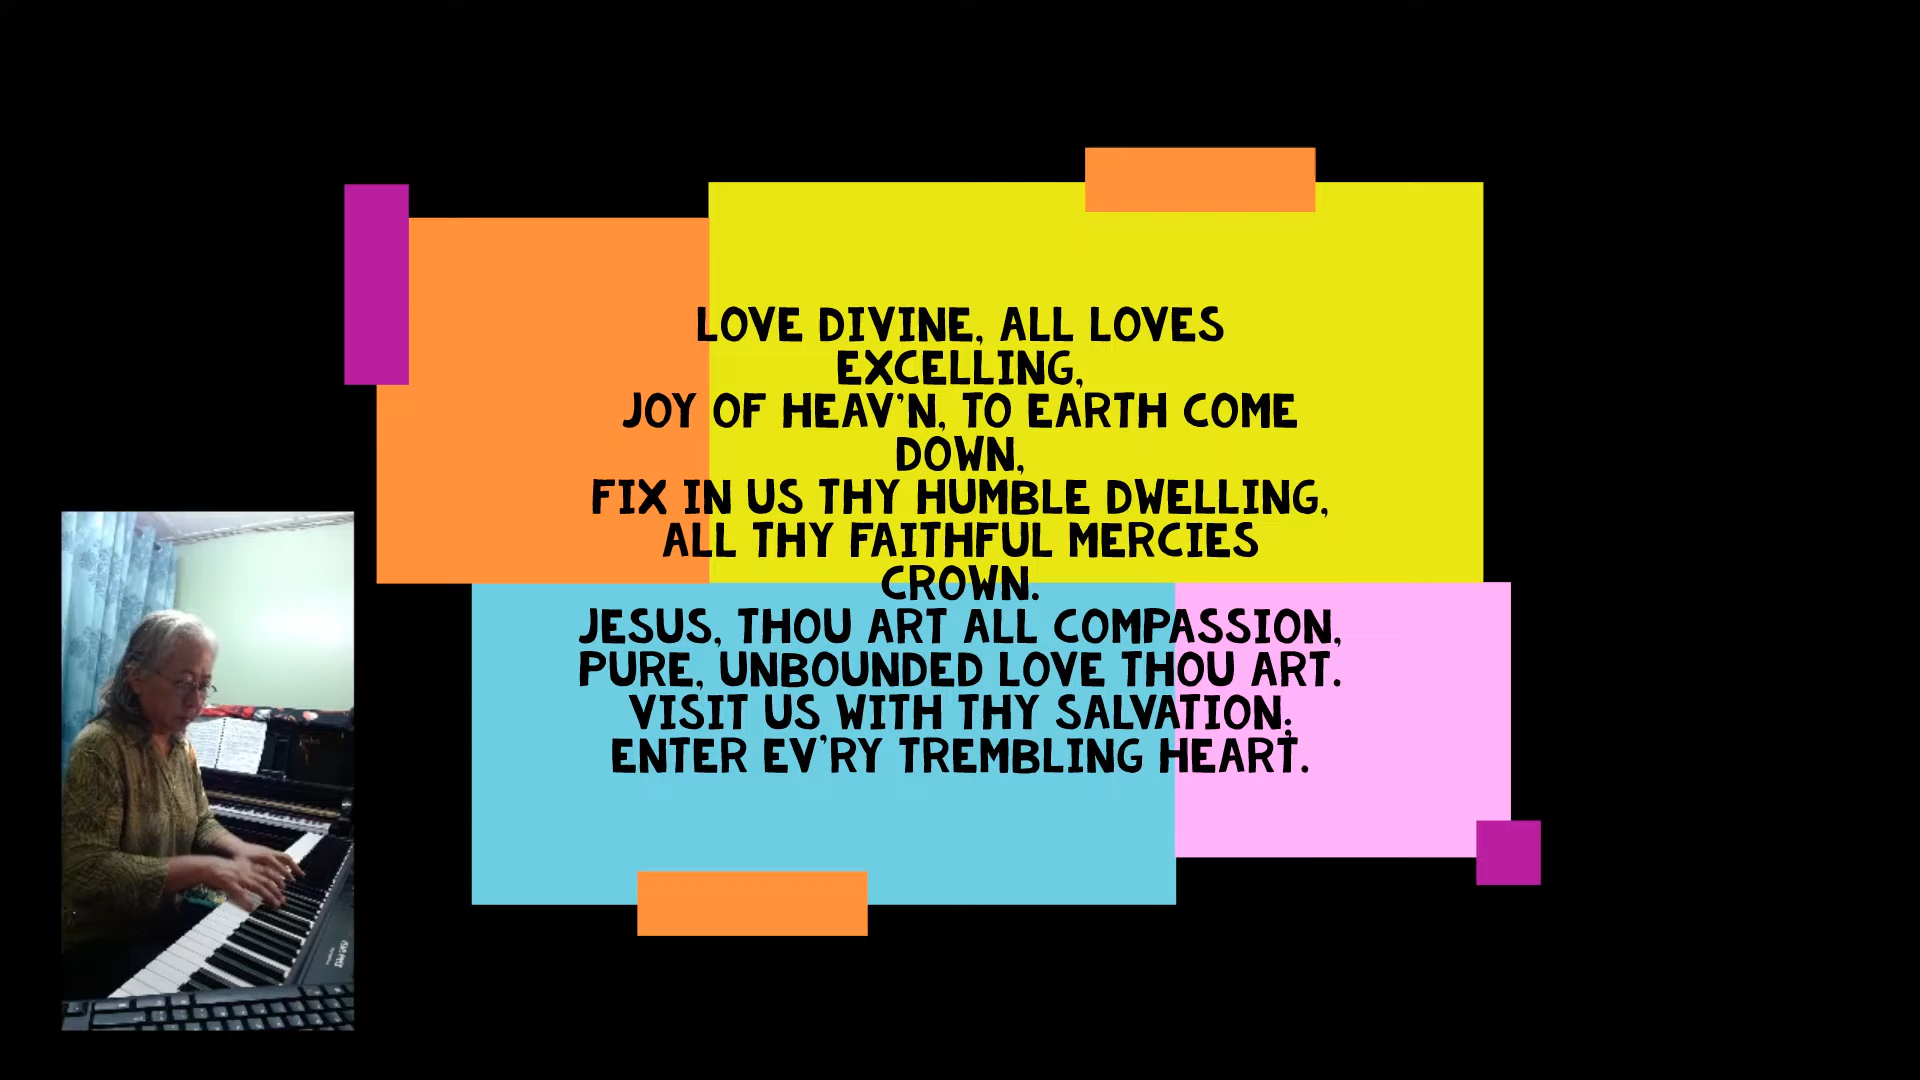 LOVE DIVINE, ALL LOVES
EXCELLING,
JOY OF HEAV'N, TO EARTH COME
DOWN,
FIX IN US THY HUMBLE DWELLING,
ALL THY FAITHFUL MERCIES
CROWN.
JESUS, THOU ART ALL COMPASSION,
PURE, UNBOUNDED LOVE THOU ART.
VISIT US WITH THY SALVATION;
ENTER EV'RY TREMBLING HEART.